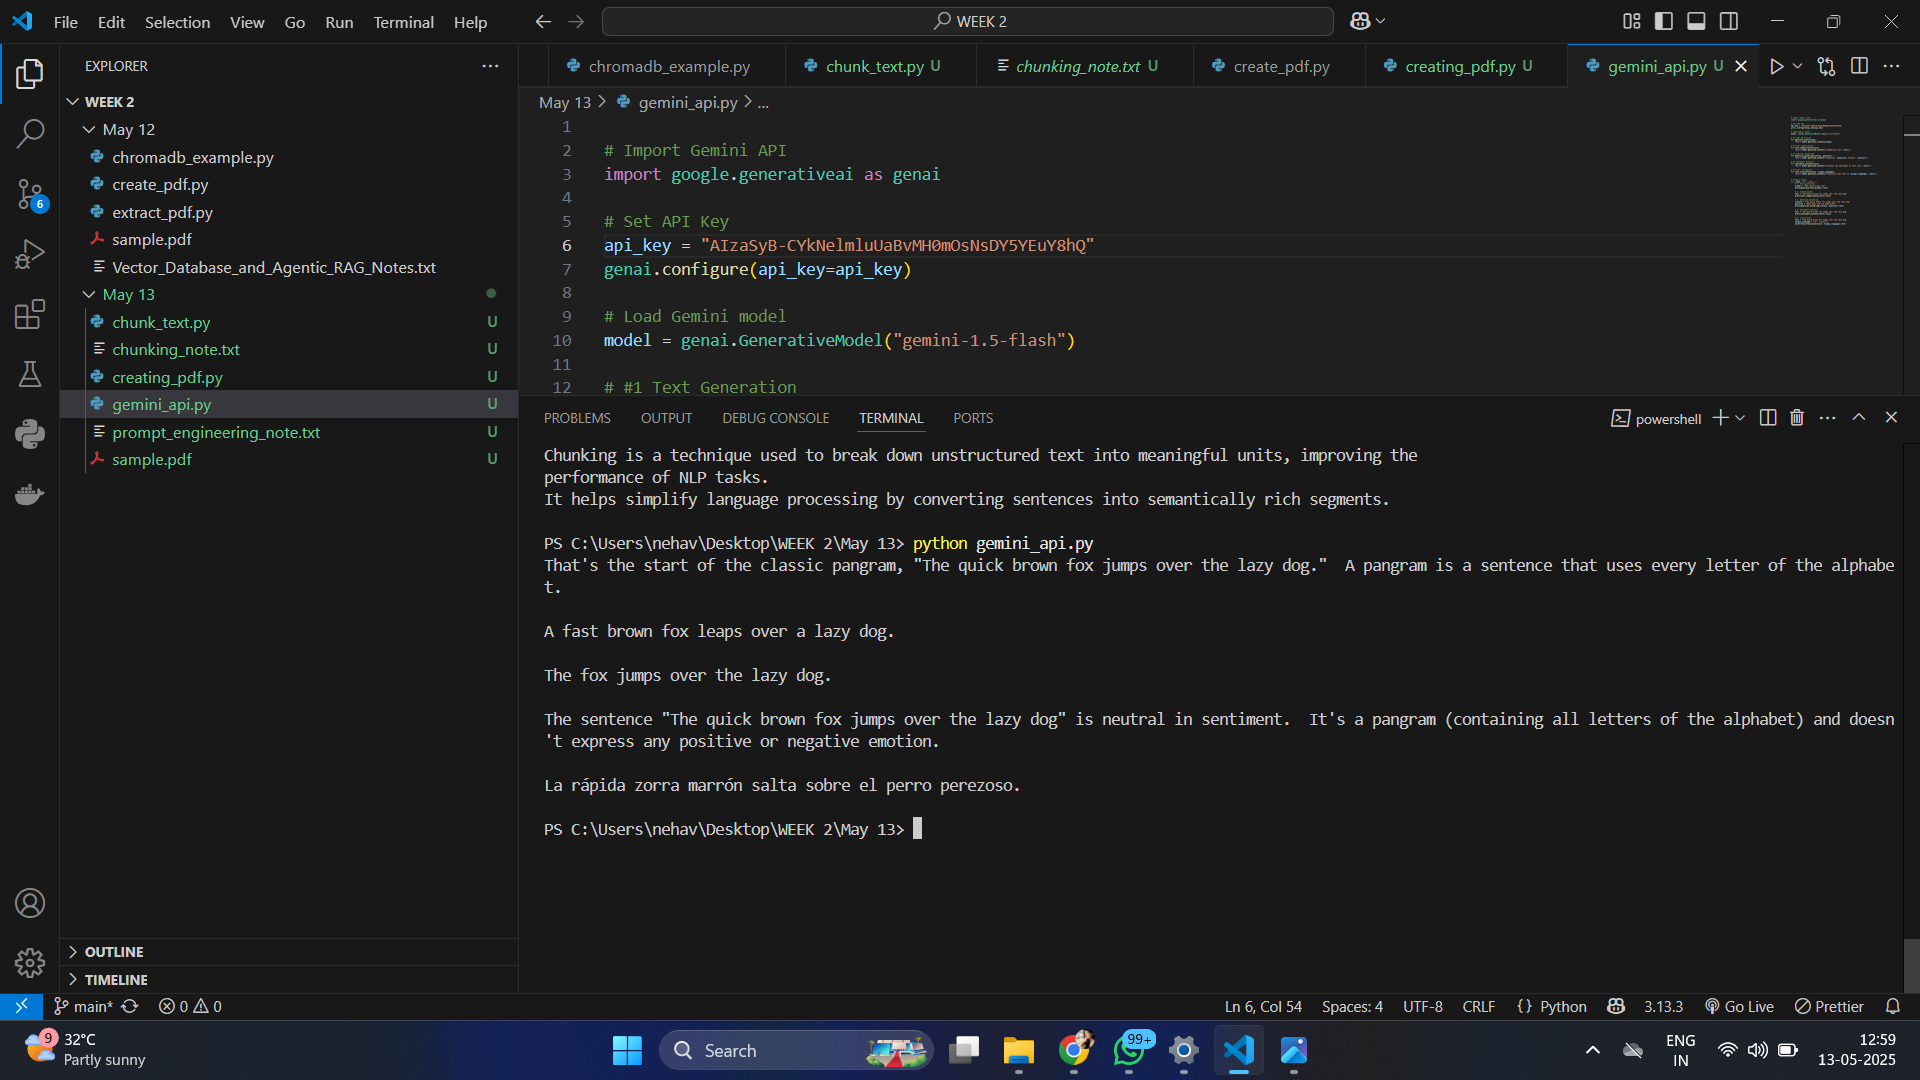 File Edit Selection View Go Run Terminal Help
WEEK 2
EXPLORER
WEEK 2
May 12
chromadb_example.py
create_pdf.py
extract_pdf.py
sample.pdf
Vector_Database_and_Agentic_RAG_Notes.txt
May 13
chunk_text.py U
chunking_note.txt U
creating_pdf.py U
gemini_api.py U
prompt_engineering_note.txt U
sample.pdf U
OUTLINE
TIMELINE
6
chromadb_example.py chunk_text.py U chunking_note.txt U create_pdf.py creating_pdf.py U gemini_api.py U
May 13 > gemini_api.py > ...
1
2 # Import Gemini API
3 import google.generativeai as genai
4
5 # Set API Key
6 api_key = "AIzaSyB-CYkNelmluUaBvMH0mOsNsDY5YEuY8hQ"
7 genai.configure(api_key=api_key)
8
9 # Load Gemini model
10 model = genai.GenerativeModel("gemini-1.5-flash")
11
12 # #1 Text Generation
PROBLEMS OUTPUT DEBUG CONSOLE TERMINAL PORTS
powershell
Chunking is a technique used to break down unstructured text into meaningful units, improving the
performance of NLP tasks.
It helps simplify language processing by converting sentences into semantically rich segments.
PS C:\Users\nehav\Desktop\WEEK 2\May 13> python gemini_api.py
That's the start of the classic pangram, "The quick brown fox jumps over the lazy dog."  A pangram is a sentence that uses every letter of the alphabe
t.
A fast brown fox leaps over a lazy dog.
The fox jumps over the lazy dog.
The sentence "The quick brown fox jumps over the lazy dog" is neutral in sentiment.  It's a pangram (containing all letters of the alphabet) and doesn
't express any positive or negative emotion.
La rápida zorra marrón salta sobre el perro perezoso.
PS C:\Users\nehav\Desktop\WEEK 2\May 13>
main* 0 0 Ln 6, Col 54 Spaces: 4 UTF-8 CRLF {} Python 3.13.3 Go Live Prettier
9
32°C
Partly sunny
Search
99+
ENG
IN
12:59
13-05-2025